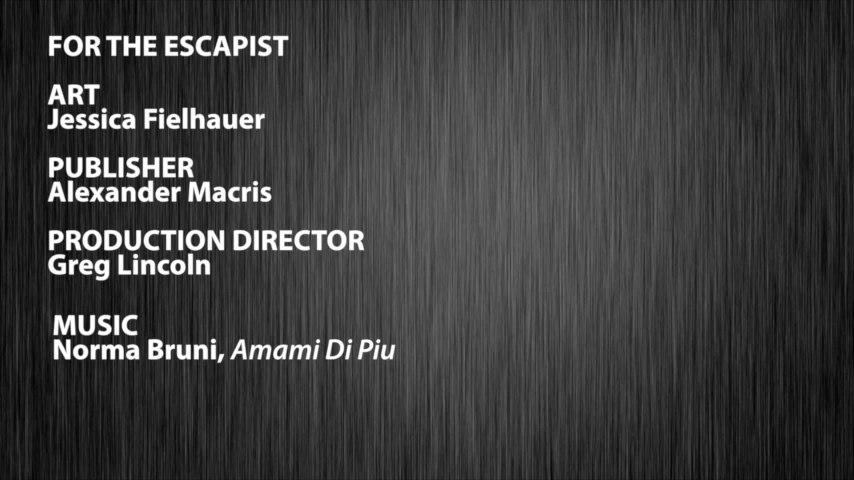 FOR THE ESCAPIST
ART
Jessica Fielhauer
PUBLISHER
Alexander Macris
PRODUCTION DIRECTOR
Greg Lincoln
MUSIC
Norma Bruni, Amami Di Piu